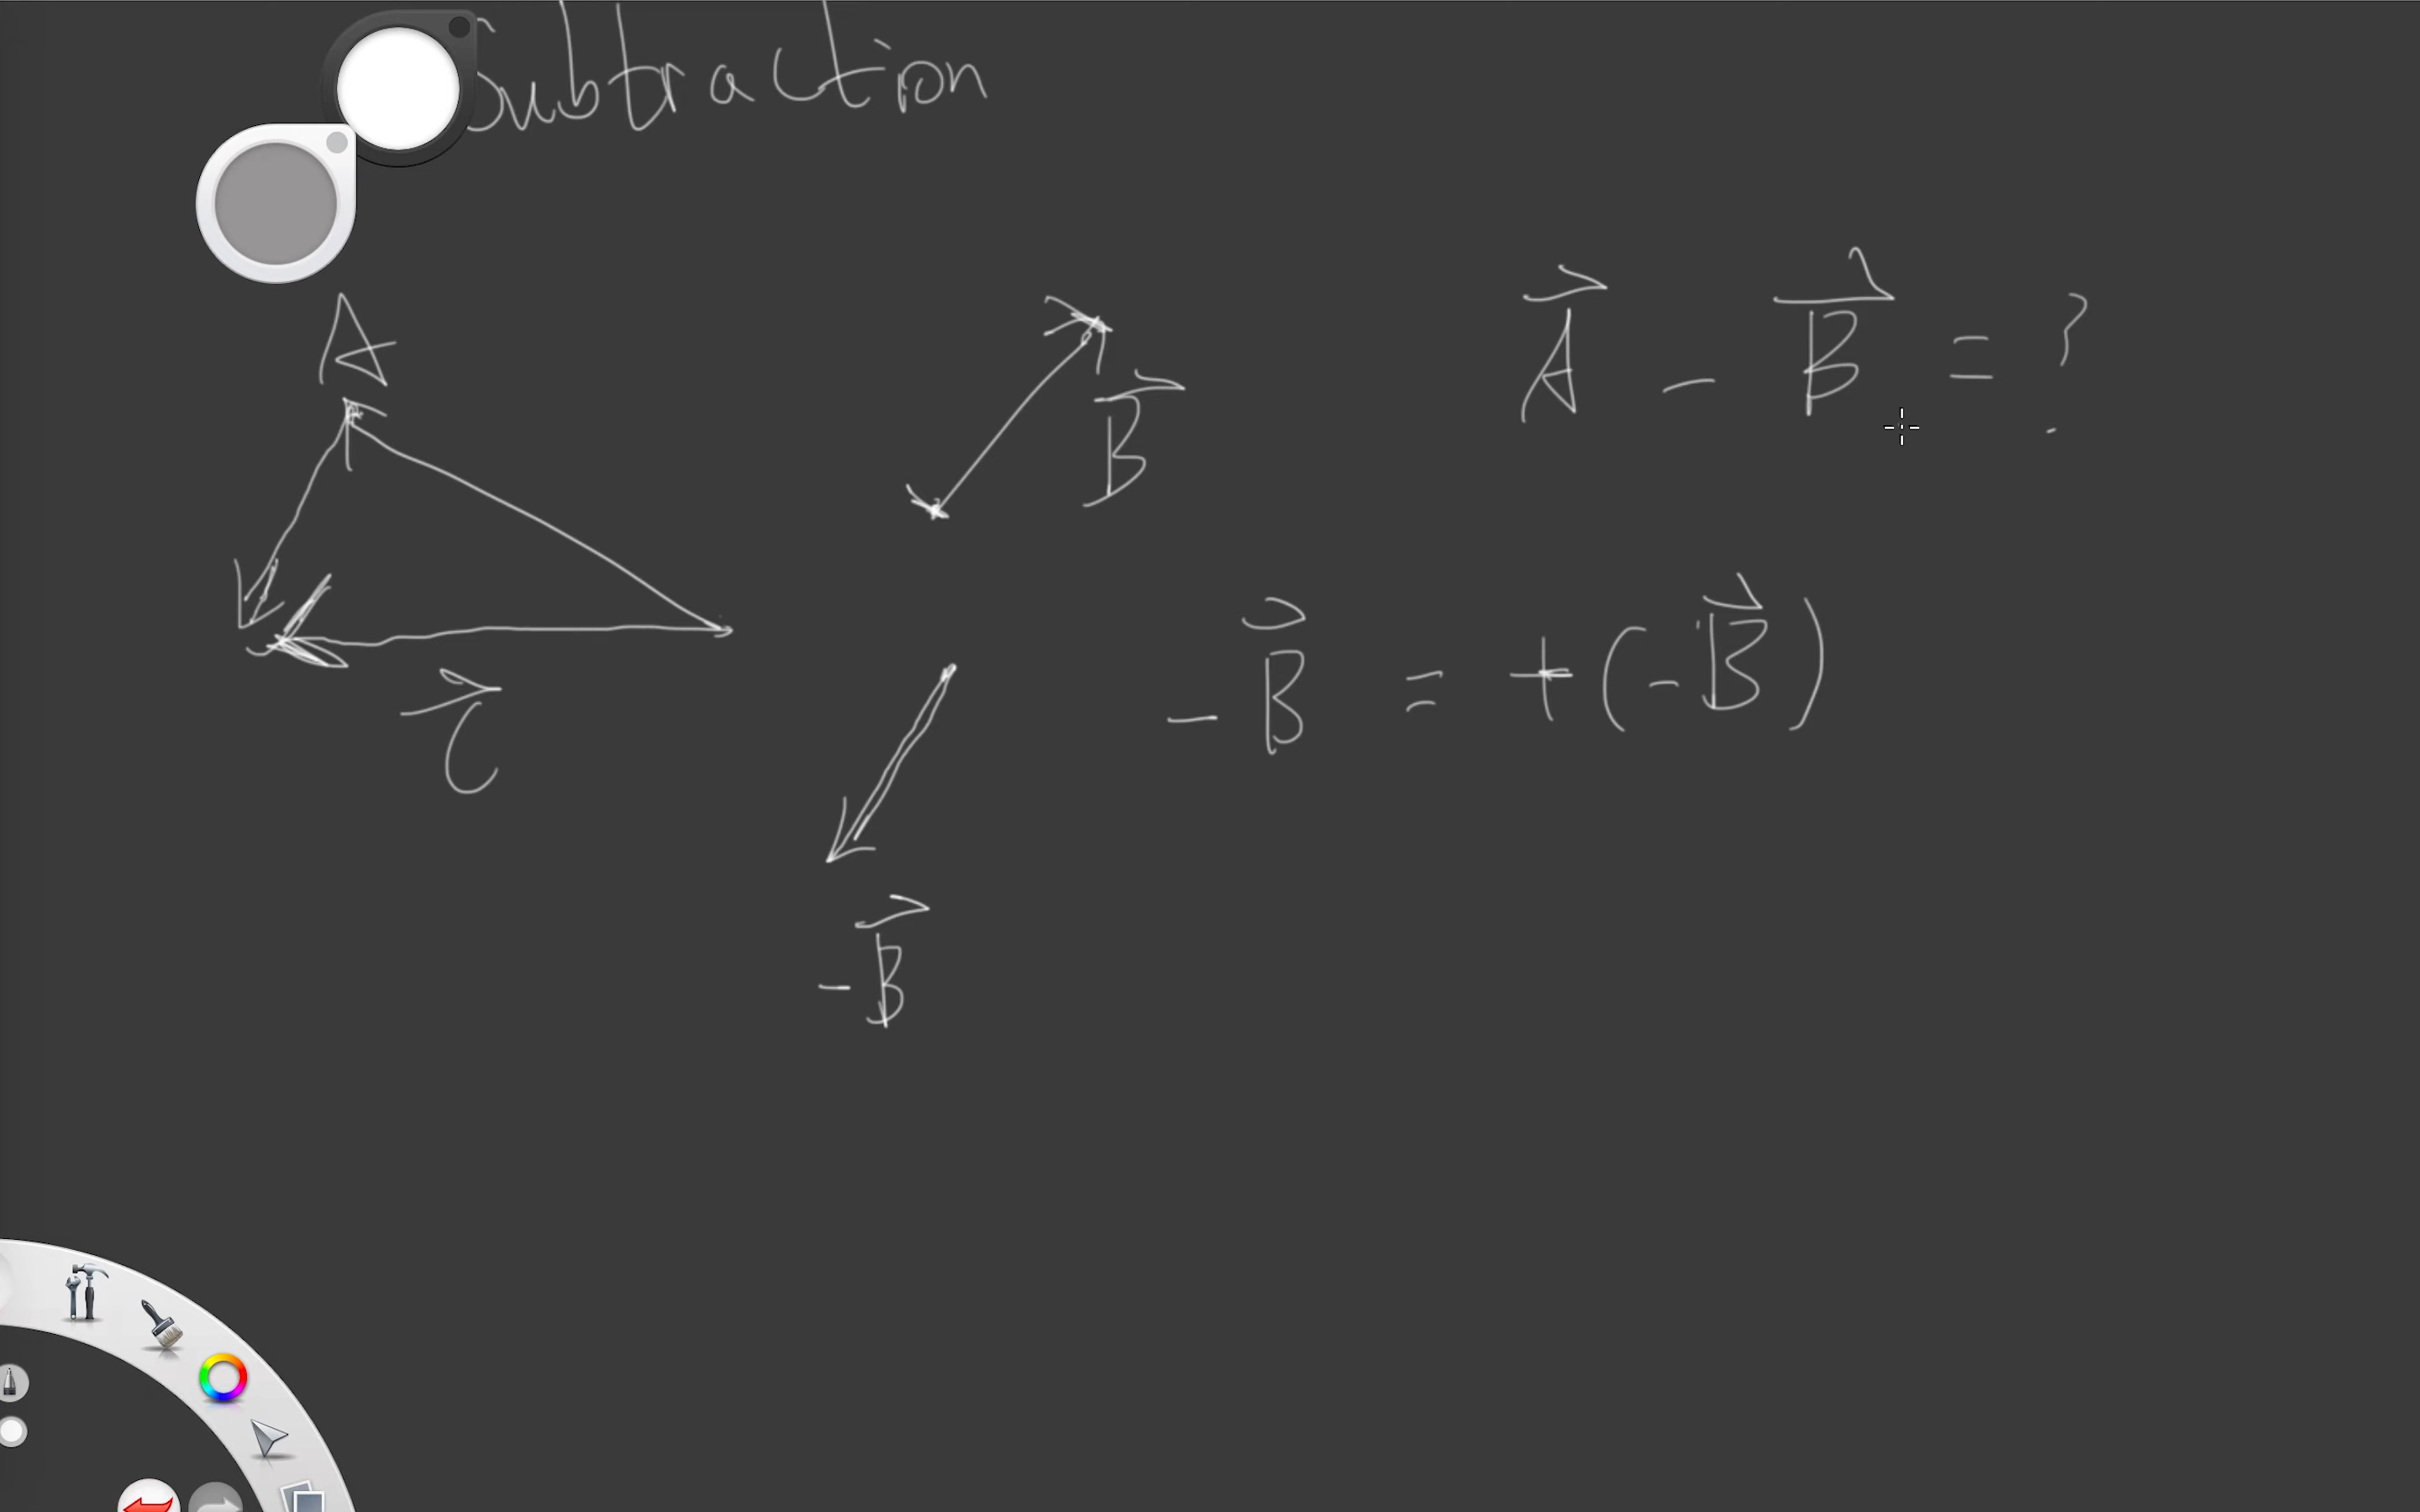 Subtraction
A
B⃗
A⃗ - B⃗ = ?
C⃗
- B⃗ = + (- B⃗)
- B⃗